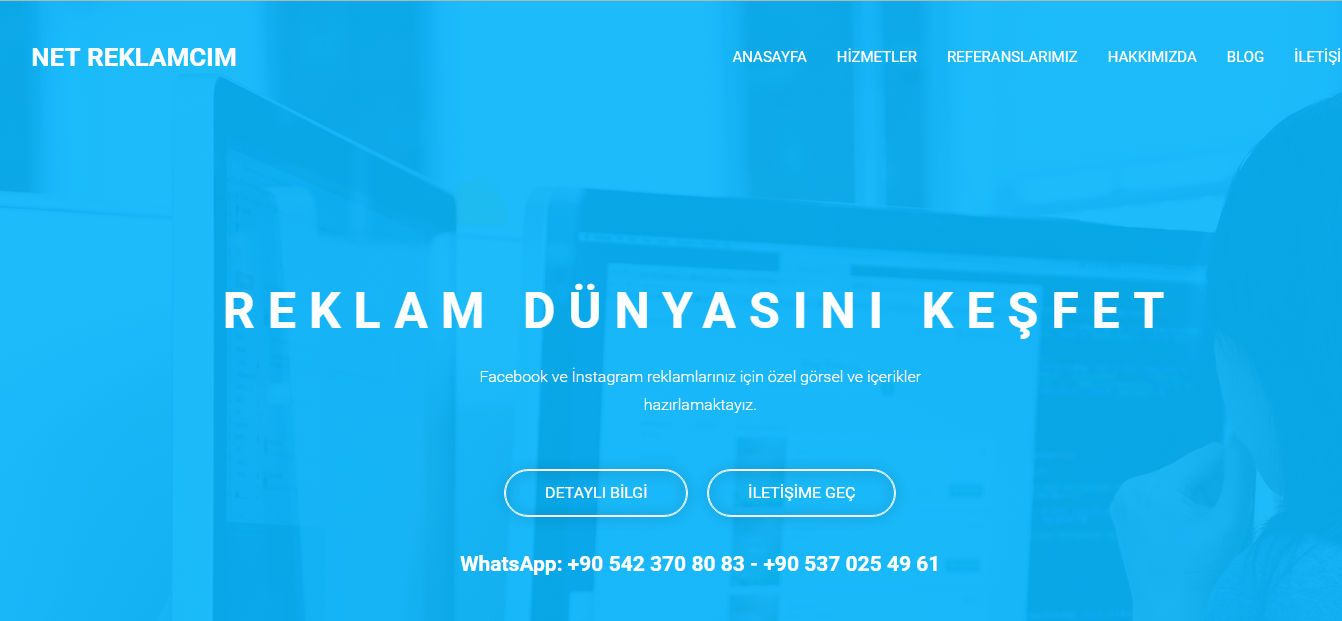 NET REKLAMCIM
ANASAYFA HİZMETLER REFERANSLARIMIZ HAKKIMIZDA BLOG İLETİŞİ
REKLAM DÜNYASINI KEŞFET
Facebook ve İnstagram reklamlarınız için özel görsel ve içerikler
hazırlamaktayız.
DETAYLI BİLGİ İLETİŞİME GEÇ
WhatsApp: +90 542 370 80 83 - +90 537 025 49 61